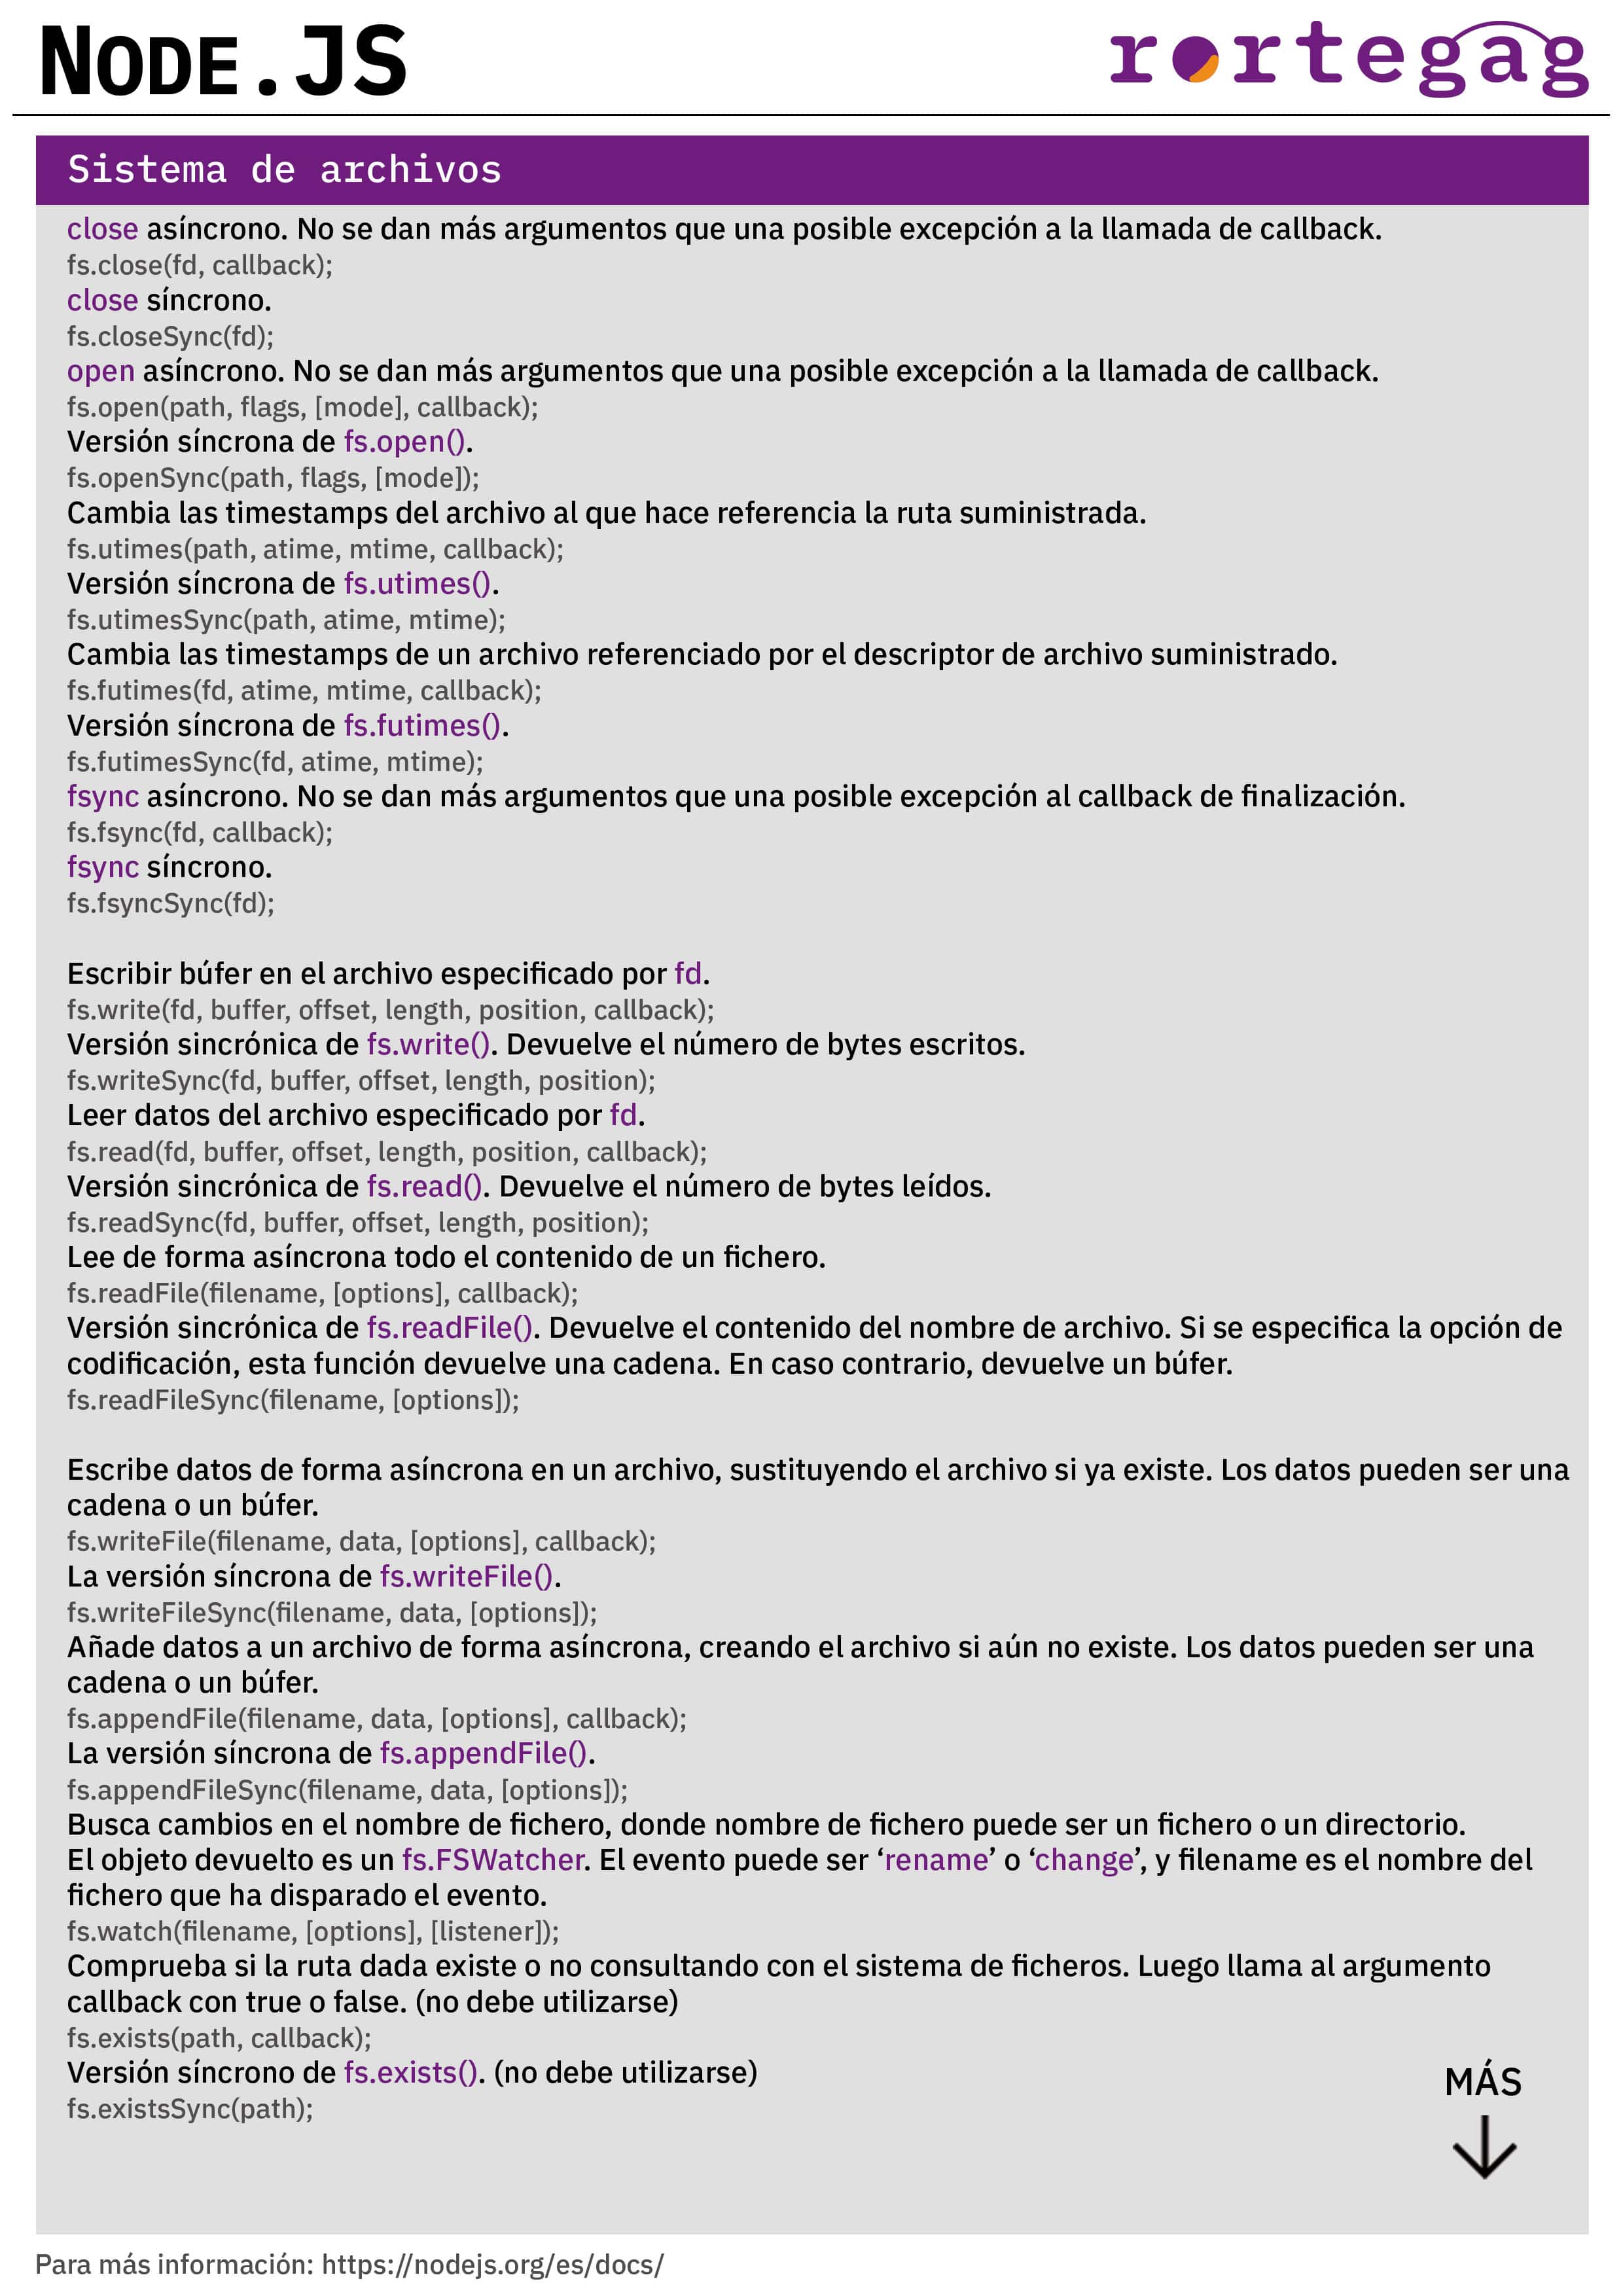 NODE.JS
rortegag
Sistema de archivos
close asíncrono. No se dan más argumentos que una posible excepción a la llamada de callback.
fs.close(fd, callback);
close síncrono.
fs.closeSync(fd);
open asíncrono. No se dan más argumentos que una posible excepción a la llamada de callback.
fs.open(path, flags, [mode], callback);
Versión síncrona de fs.open().
fs.openSync(path, flags, [mode]);
Cambia las timestamps del archivo al que hace referencia la ruta suministrada.
fs.utimes(path, atime, mtime, callback);
Versión síncrona de fs.utimes().
fs.utimesSync(path, atime, mtime);
Cambia las timestamps de un archivo referenciado por el descriptor de archivo suministrado.
fs.futimes(fd, atime, mtime, callback);
Versión síncrona de fs.futimes().
fs.futimesSync(fd, atime, mtime);
fsync asíncrono. No se dan más argumentos que una posible excepción al callback de finalización.
fs.fsync(fd, callback);
fsync síncrono.
fs.fsyncSync(fd);
Escribir búfer en el archivo especificado por fd.
fs.write(fd, buffer, offset, length, position, callback);
Versión sincrónica de fs.write(). Devuelve el número de bytes escritos.
fs.writeSync(fd, buffer, offset, length, position);
Leer datos del archivo especificado por fd.
fs.read(fd, buffer, offset, length, position, callback);
Versión sincrónica de fs.read(). Devuelve el número de bytes leídos.
fs.readSync(fd, buffer, offset, length, position);
Lee de forma asíncrona todo el contenido de un fichero.
fs.readFile(filename, [options], callback);
Versión sincrónica de fs.readFile(). Devuelve el contenido del nombre de archivo. Si se especifica la opción de
codificación, esta función devuelve una cadena. En caso contrario, devuelve un búfer.
fs.readFileSync(filename, [options]);
Escribe datos de forma asíncrona en un archivo, sustituyendo el archivo si ya existe. Los datos pueden ser una
cadena o un búfer.
fs.writeFile(filename, data, [options], callback);
La versión síncrona de fs.writeFile().
fs.writeFileSync(filename, data, [options]);
Añade datos a un archivo de forma asíncrona, creando el archivo si aún no existe. Los datos pueden ser una
cadena o un búfer.
fs.appendFile(filename, data, [options], callback);
La versión síncrona de fs.appendFile().
fs.appendFileSync(filename, data, [options]);
Busca cambios en el nombre de fichero, donde nombre de fichero puede ser un fichero o un directorio.
El objeto devuelto es un fs.FSWatcher. El evento puede ser ‘rename’ o ‘change’, y filename es el nombre del
fichero que ha disparado el evento.
fs.watch(filename, [options], [listener]);
Comprueba si la ruta dada existe o no consultando con el sistema de ficheros. Luego llama al argumento
callback con true o false. (no debe utilizarse)
fs.exists(path, callback);
Versión síncrono de fs.exists(). (no debe utilizarse)
fs.existsSync(path);
MÁS
Para más información: https://nodejs.org/es/docs/